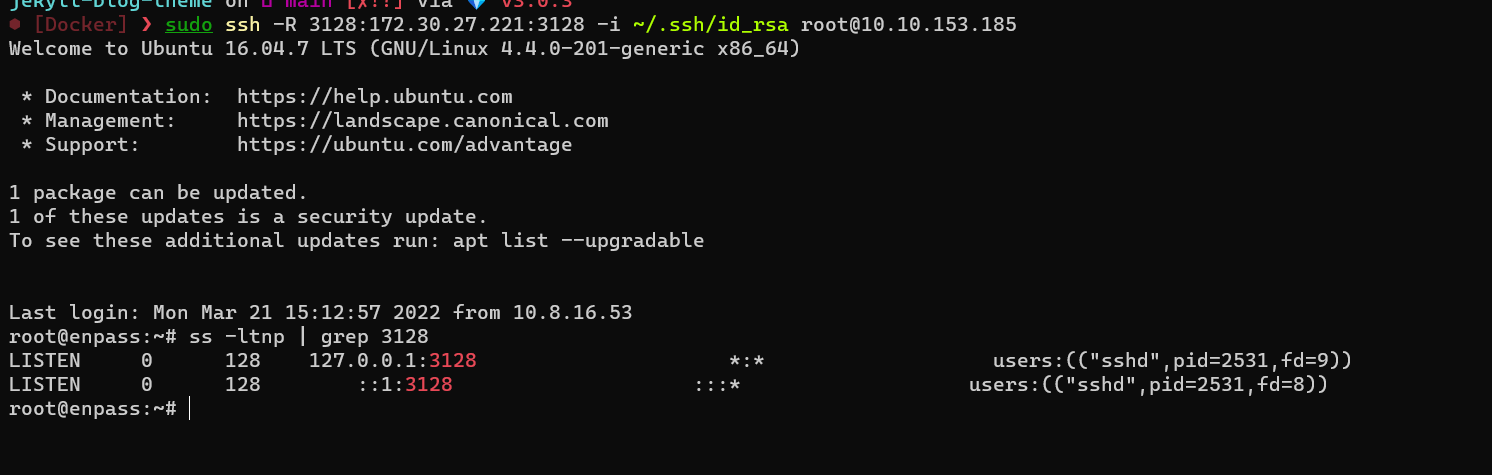 jekyll-blog-theme on main [x!?] via v3.0.3
[Docker] ❯ sudo ssh -R 3128:172.30.27.221:3128 -i ~/.ssh/id_rsa root@10.10.153.185
Welcome to Ubuntu 16.04.7 LTS (GNU/Linux 4.4.0-201-generic x86_64)
* Documentation:  https://help.ubuntu.com
* Management:     https://landscape.canonical.com
* Support:        https://ubuntu.com/advantage
1 package can be updated.
1 of these updates is a security update.
To see these additional updates run: apt list --upgradable
Last login: Mon Mar 21 15:12:57 2022 from 10.8.16.53
root@enpass:~# ss -ltnp | grep 3128
LISTEN     0      128    127.0.0.1:3128                     *:*                     users:(("sshd",pid=2531,fd=9))
LISTEN     0      128        ::1:3128                    :::*                   users:(("sshd",pid=2531,fd=8))
root@enpass:~#